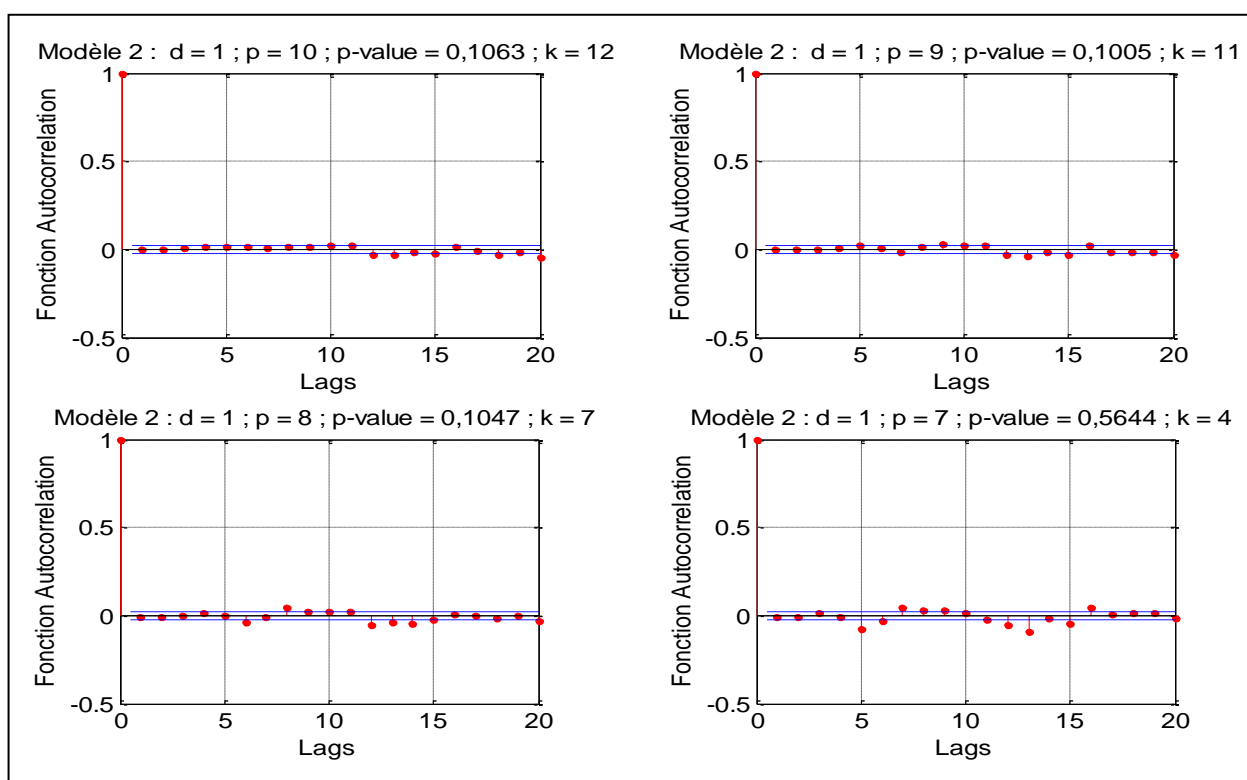 Modèle 2 : d = 1 ; p = 10 ; p-value = 0,1063 ; k = 12
1
0.5
0
-0.5
0 5 10 15 20
Fonction Autocorrelation
Lags
Modèle 2 : d = 1 ; p = 9 ; p-value = 0,1005 ; k = 11
1
0.5
0
-0.5
0 5 10 15 20
Fonction Autocorrelation
Lags
Modèle 2 : d = 1 ; p = 8 ; p-value = 0,1047 ; k = 7
1
0.5
0
-0.5
0 5 10 15 20
Fonction Autocorrelation
Lags
Modèle 2 : d = 1 ; p = 7 ; p-value = 0,5644 ; k = 4
1
0.5
0
-0.5
0 5 10 15 20
Fonction Autocorrelation
Lags